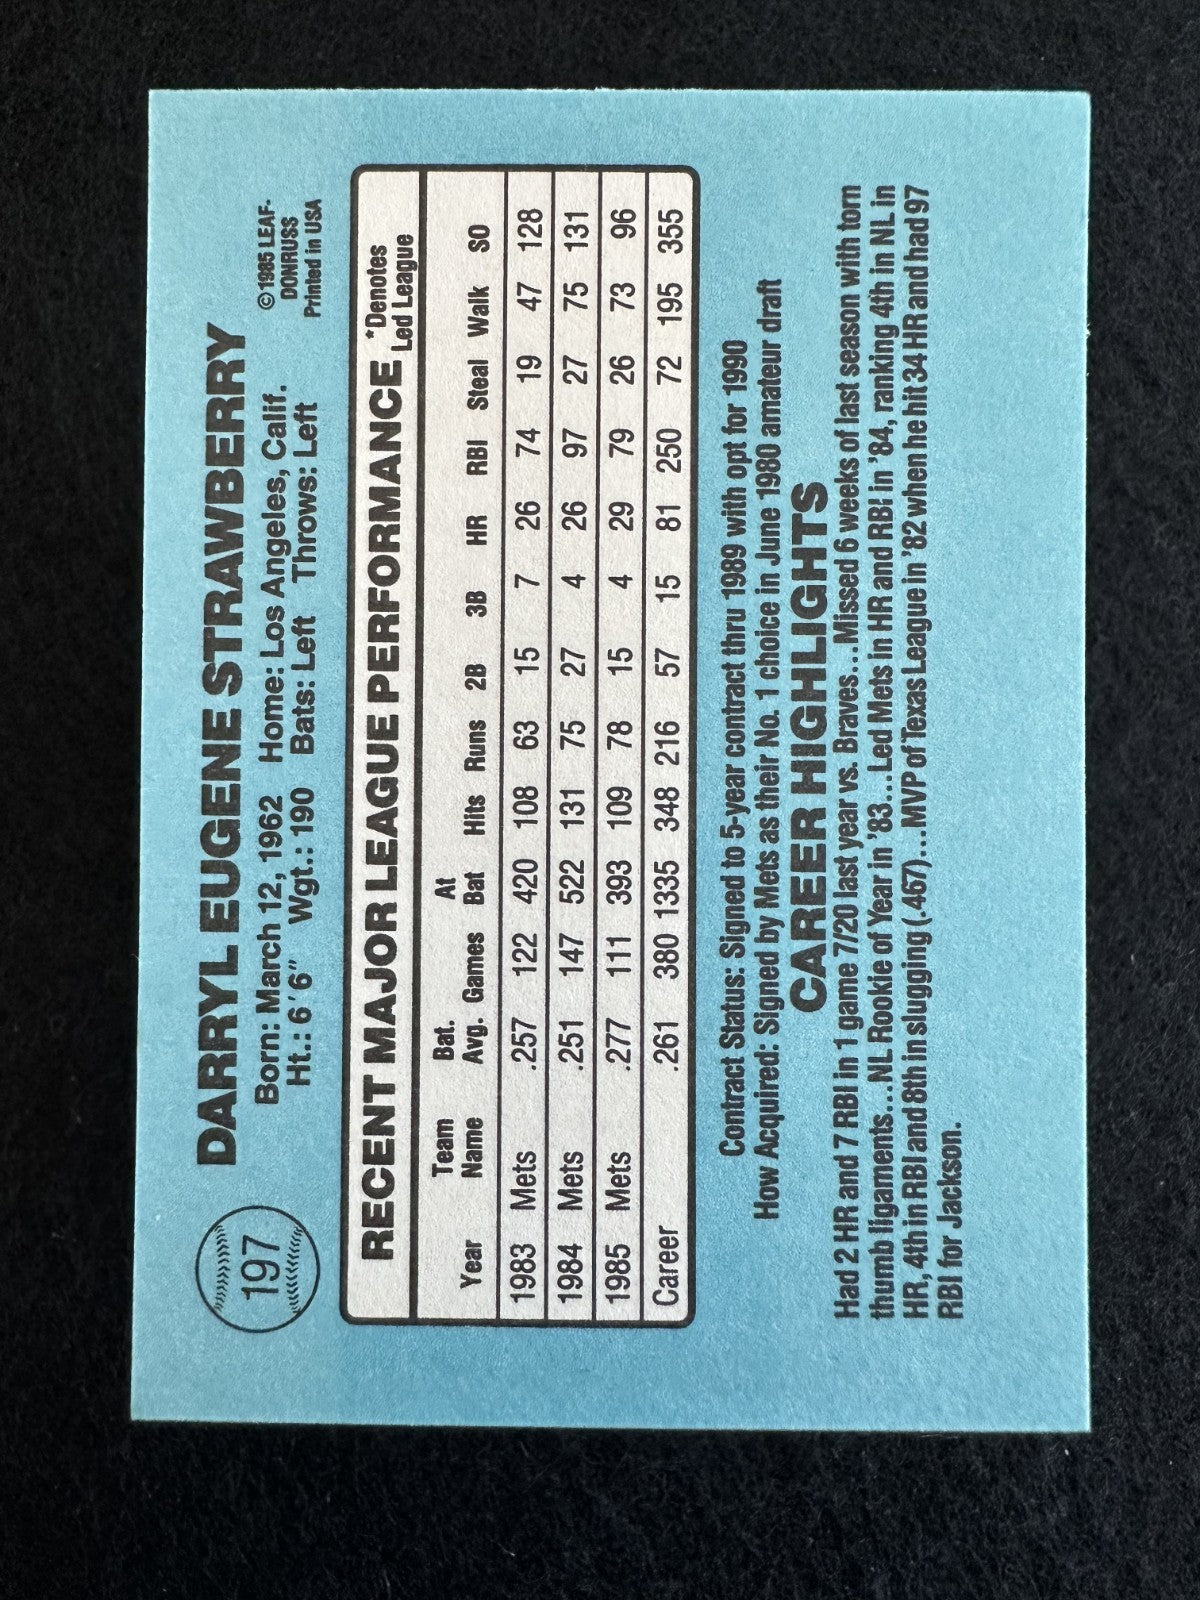 197
DARRYL EUGENE STRAWBERRY
Born: March 12, 1962 Home: Los Angeles, Calif.
Ht.: 6'6" Wgt.: 190 Bats: Left Throws: Left
©1985 LEAF-
DONRUSS
Printed in USA
RECENT MAJOR LEAGUE PERFORMANCE
*Denotes
Led League
Year Team Name Bat. Avg. Games At Bat Hits Runs 2B 3B HR RBI Steal Walk SO
1983 Mets .257 122 420 108 63 15 7 26 74 19 47 128
1984 Mets .251 147 522 131 75 27 4 26 97 27 75 131
1985 Mets .277 111 393 109 78 15 4 29 79 26 73 96
Career .261 380 1335 348 216 57 15 81 250 72 195 355
Contract Status: Signed to 5-year contract thru 1989 with opt for 1990
How Acquired: Signed by Mets as their No. 1 choice in June 1980 amateur draft
CAREER HIGHLIGHTS
Had 2 HR and 7 RBI in 1 game 7/20 last year vs. Braves...Missed 6 weeks of last season with torn
thumb ligaments...NL Rookie of Year in '83...Led Mets in HR and RBI in '84, ranking 4th in NL in
HR, 4th in RBI and 8th in slugging (.467)...MVP of Texas League in '82 when he hit 34 HR and had 97
RBI for Jackson.